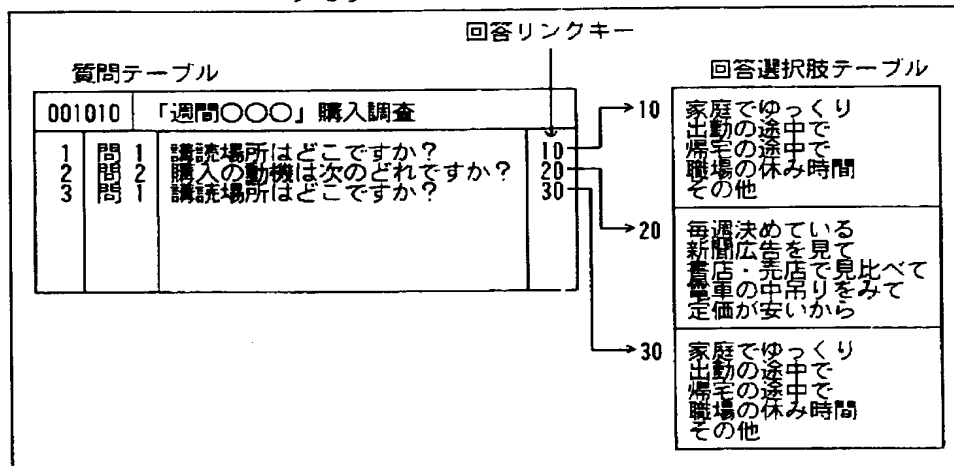 回答リンクキー
質問テーブル
001010 「週間〇〇〇」購入調査
1 問 1 講読場所はどこですか? 10
2 問 2 購入の動機は次のどれですか? 20
3 問 1 講読場所はどこですか? 30
回答選択肢テーブル
10 家庭でゆっくり
出勤の途中で
帰宅の途中で
職場の休み時間
その他
20 毎週決めている
新聞広告を見て
書店・売店で見比べて
電車の中吊りをみて
定価が安いから
30 家庭でゆっくり
出勤の途中で
帰宅の途中で
職場の休み時間
その他